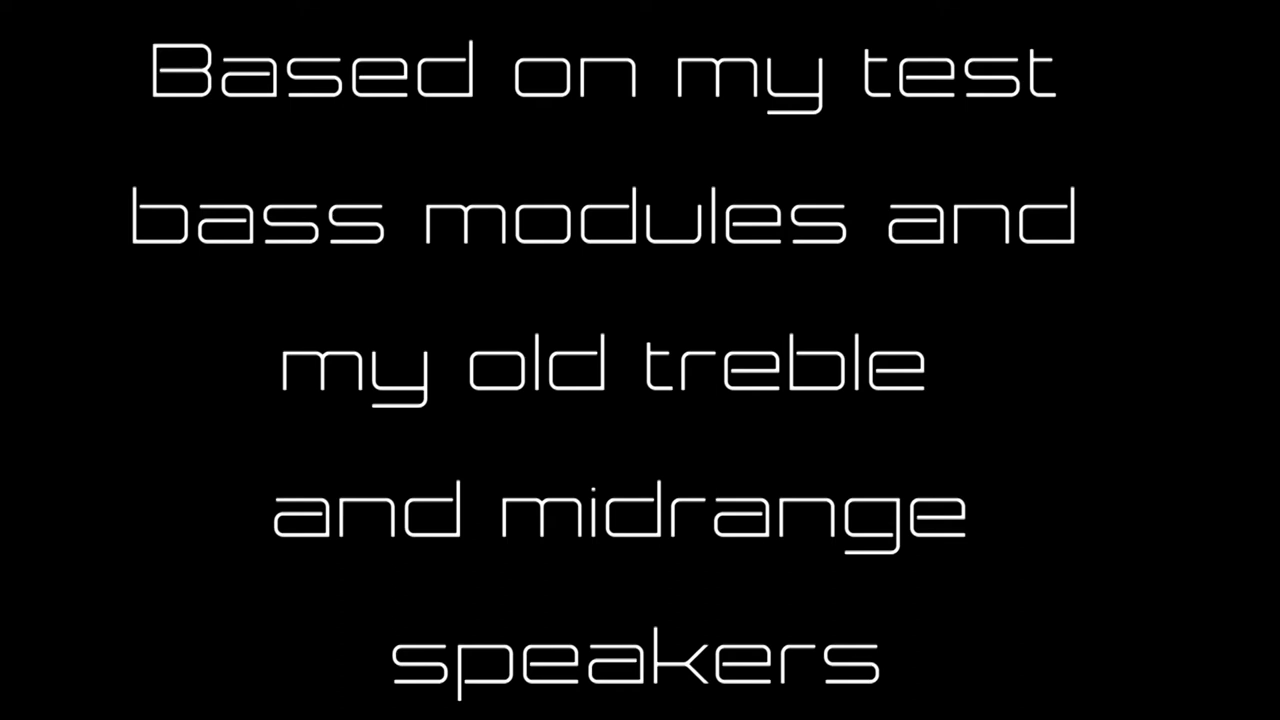 Based on my test
bass modules and
my old treble
and midrange
speakers